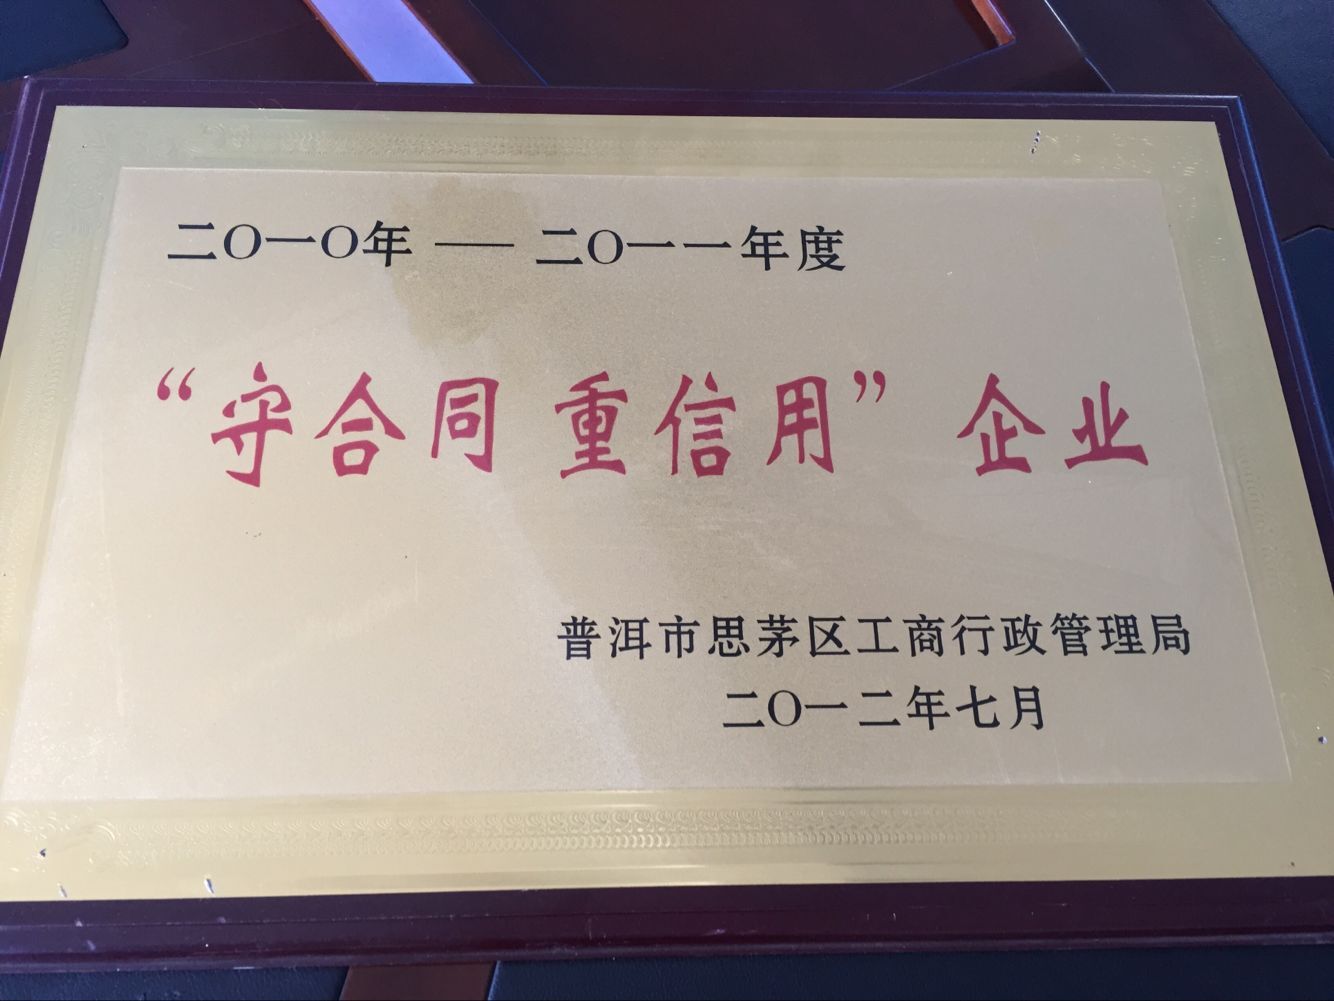 二〇一〇年 —— 二〇一一年度
“守合同 重信用” 企业
普洱市思茅区工商行政管理局
二〇一二年七月